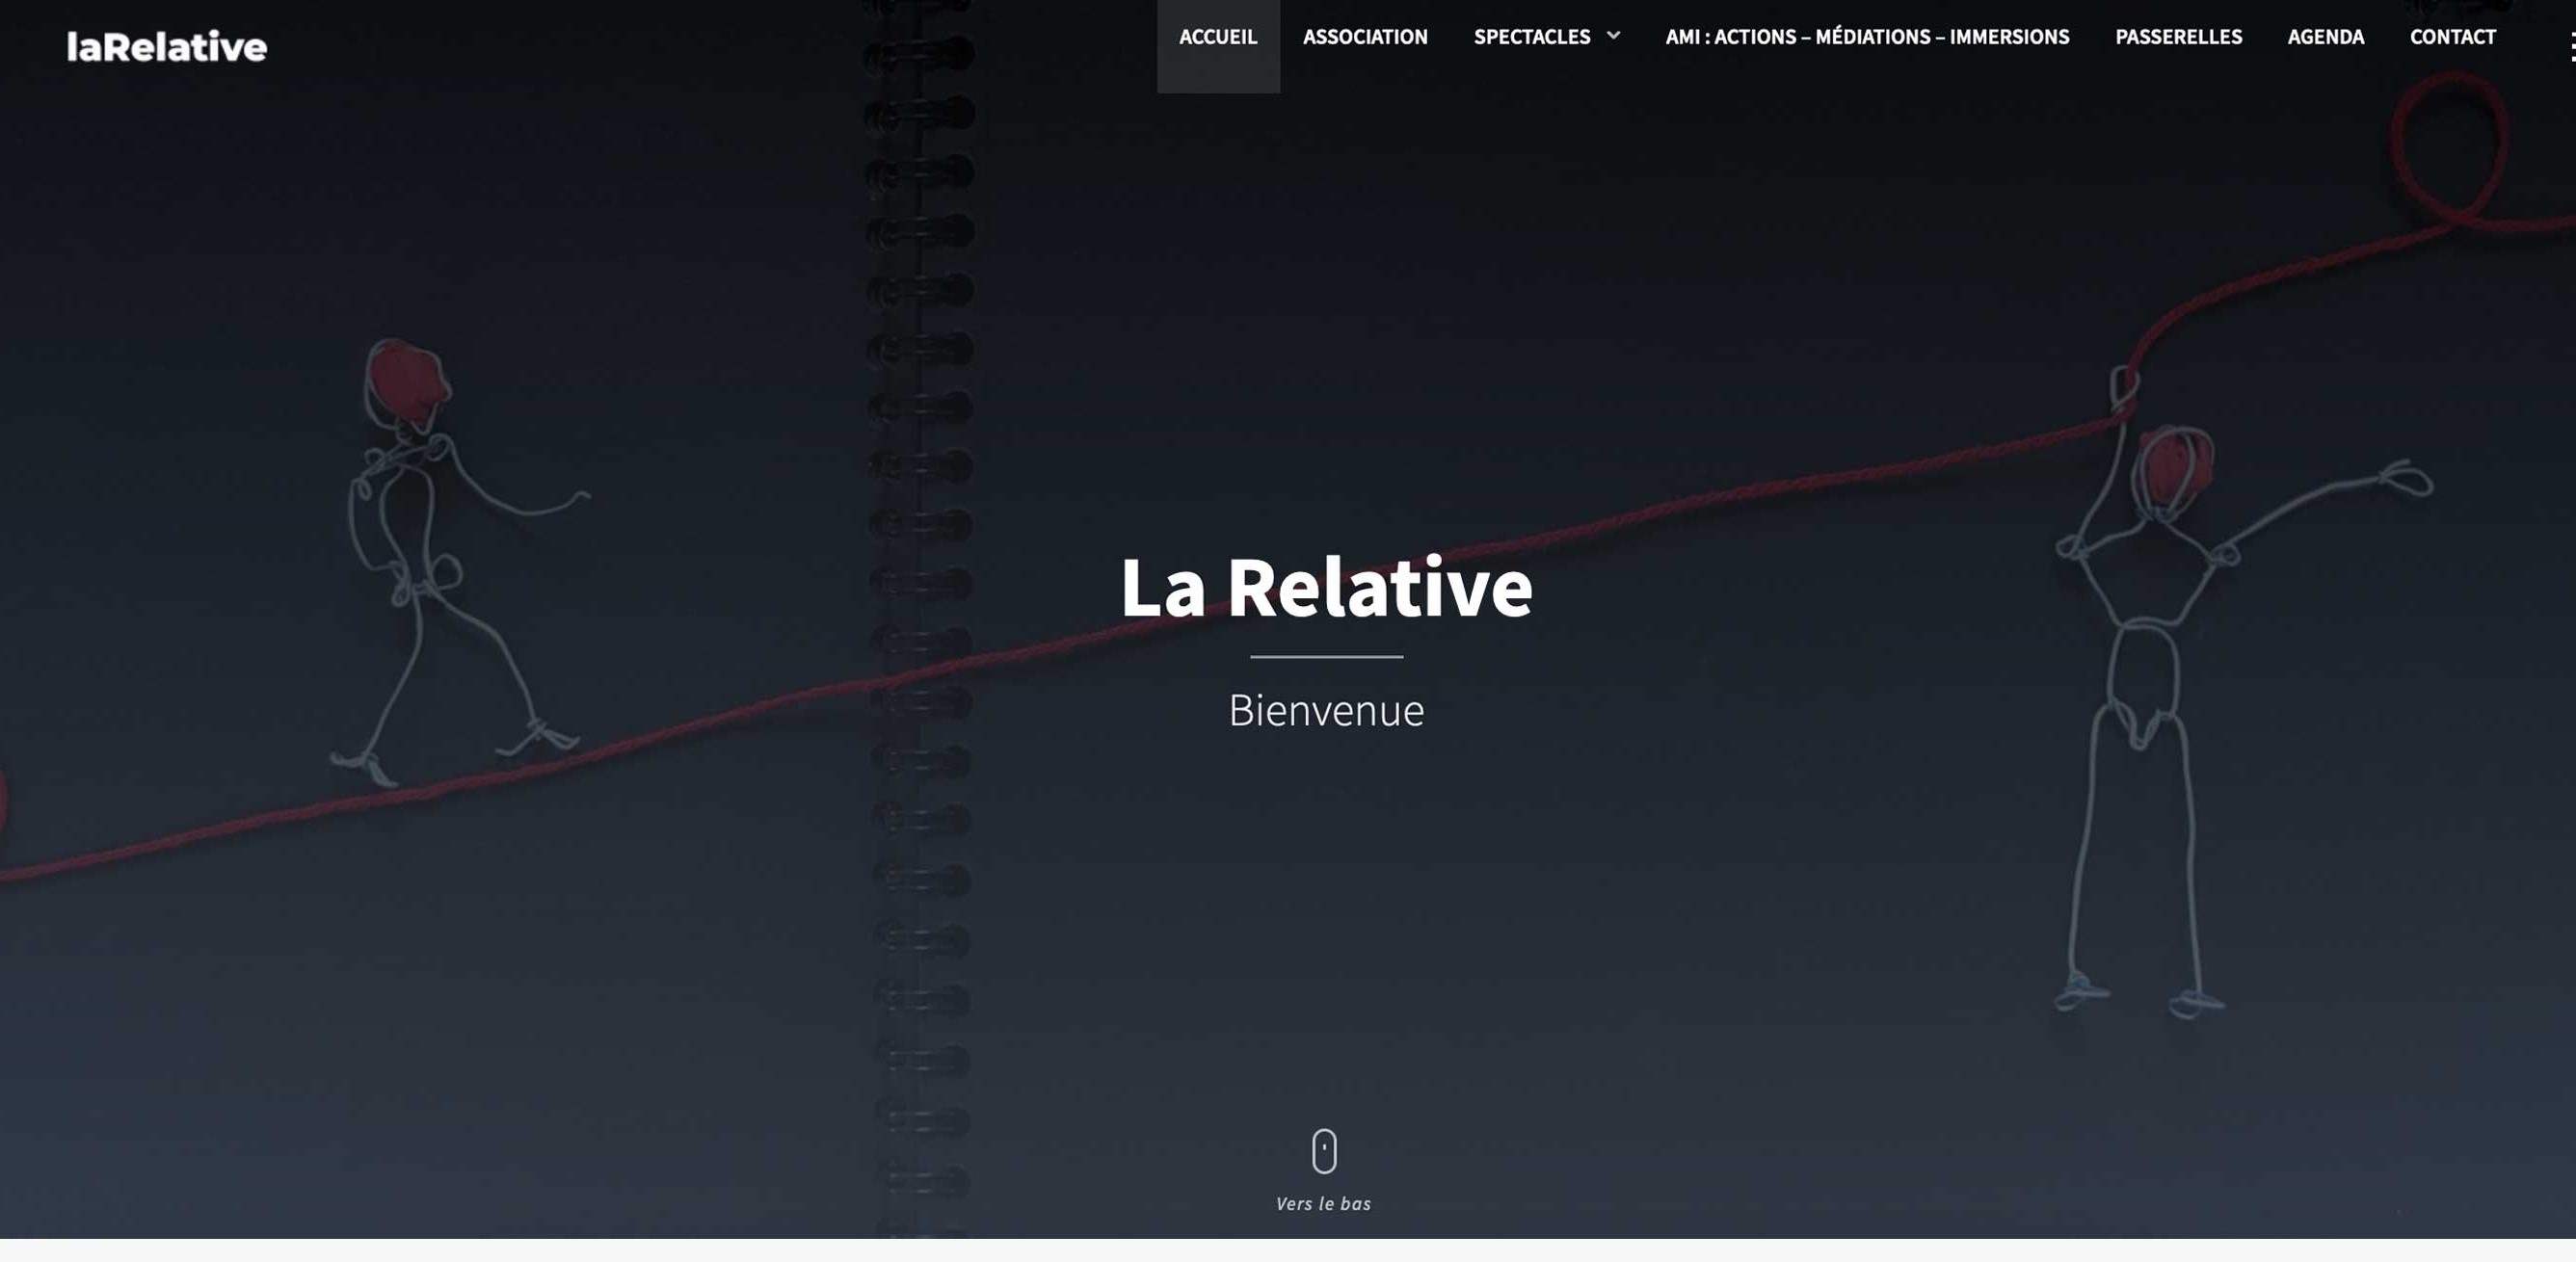 laRelative
ACCUEIL ASSOCIATION SPECTACLES AMI : ACTIONS – MÉDIATIONS – IMMERSIONS PASSERELLES AGENDA CONTACT
La Relative
Bienvenue
Vers le bas